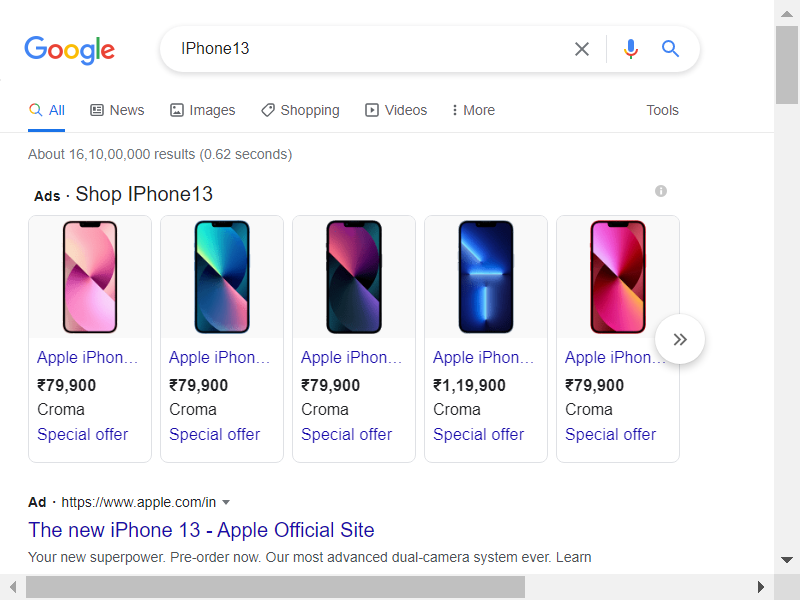 Google
IPhone13
All News Images Shopping Videos More Tools
About 16,10,00,000 results (0.62 seconds)
Ads · Shop IPhone13
Apple iPhon... Apple iPhon... Apple iPhon... Apple iPhon... Apple iPhon...
₹79,900 ₹79,900 ₹79,900 ₹1,19,900 ₹79,900
Croma Croma Croma Croma Croma
Special offer Special offer Special offer Special offer Special offer
Ad · https://www.apple.com/in
The new iPhone 13 - Apple Official Site
Your new superpower. Pre-order now. Our most advanced dual-camera system ever. Learn